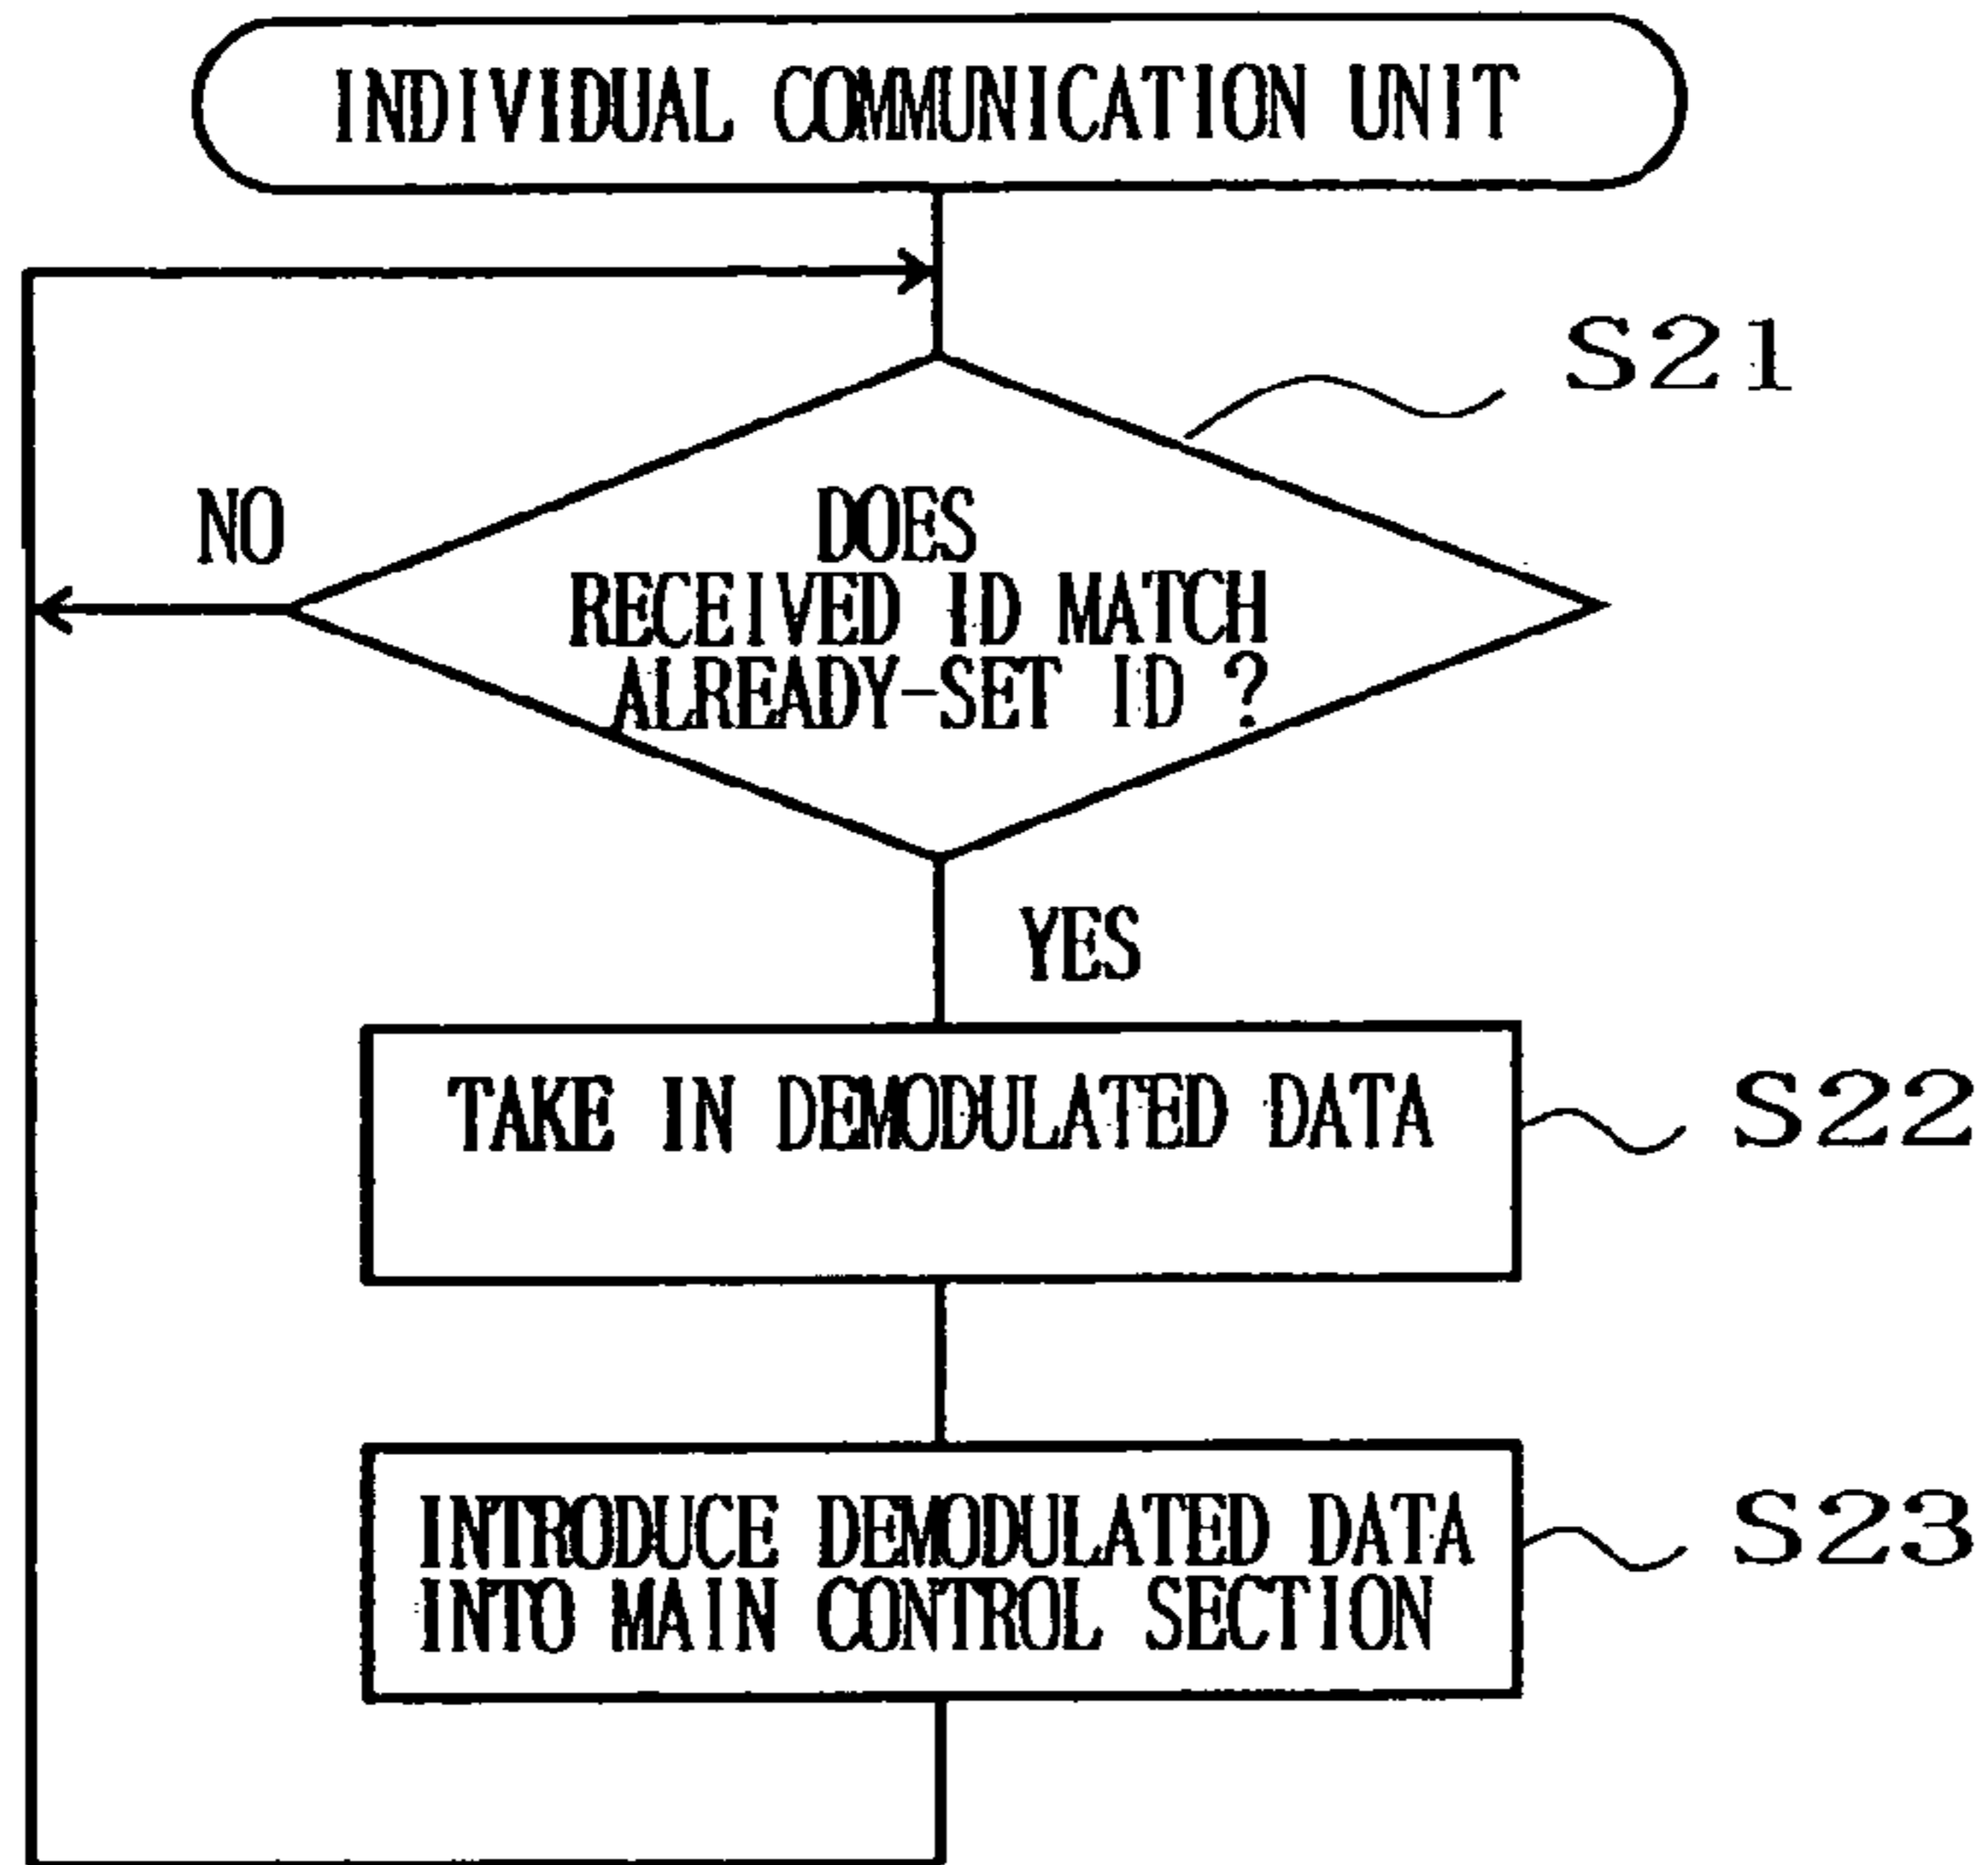 INDIVIDUAL COMMUNICATION UNIT
S21
NO
DOES
RECEIVED ID MATCH
ALREADY-SET ID ?
YES
TAKE IN DEMODULATED DATA
S22
INTRODUCE DEMODULATED DATA
INTO MAIN CONTROL SECTION
S23